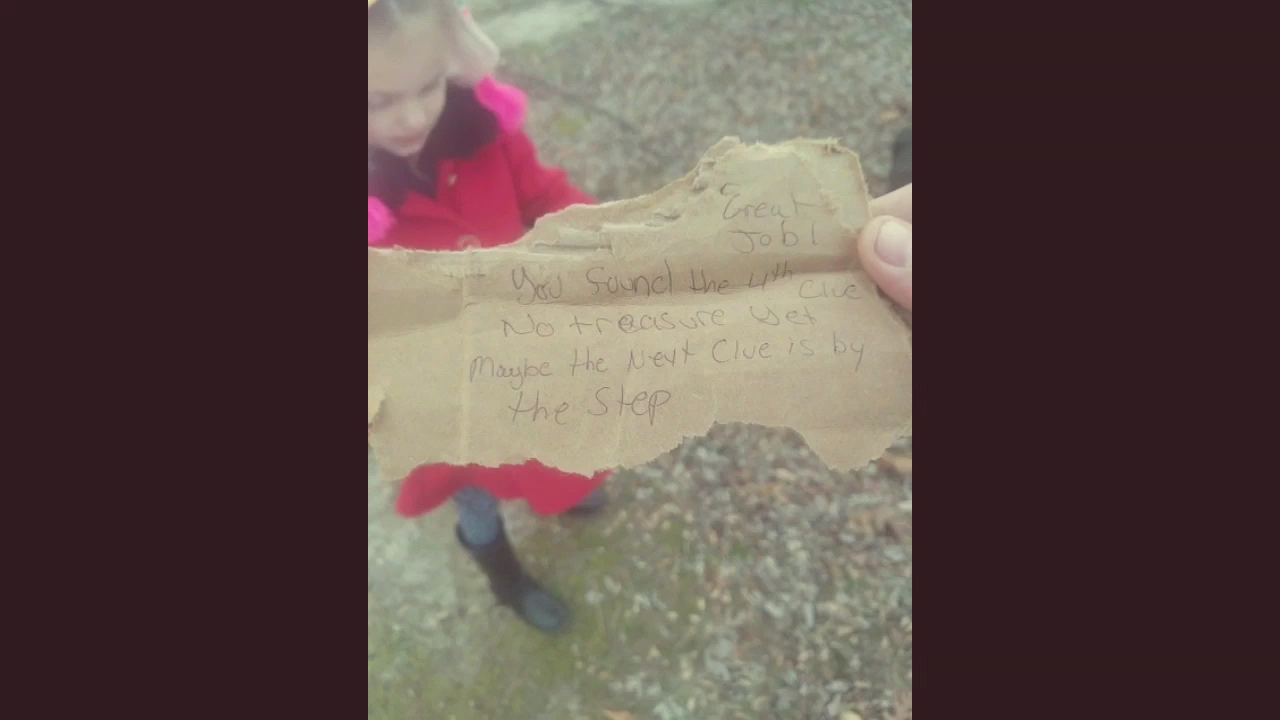 Great
Job!
You found the 4th Clue
No treasure Yet
Maybe the Next Clue is by
the Step